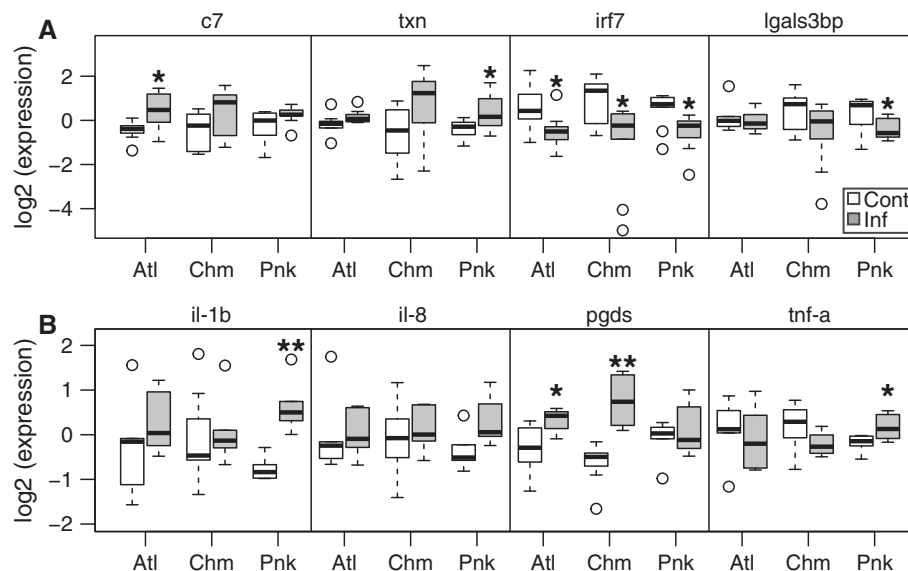 A
c7 txn irf7 lgals3bp
log2 (expression)
2
0
−2
−4
* * * * * *
Cont
Inf
Atl Chm Pnk Atl Chm Pnk Atl Chm Pnk Atl Chm Pnk
B
il-1b il-8 pgds tnf-a
log2 (expression)
2
1
0
−1
−2
** * ** *
Atl Chm Pnk Atl Chm Pnk Atl Chm Pnk Atl Chm Pnk